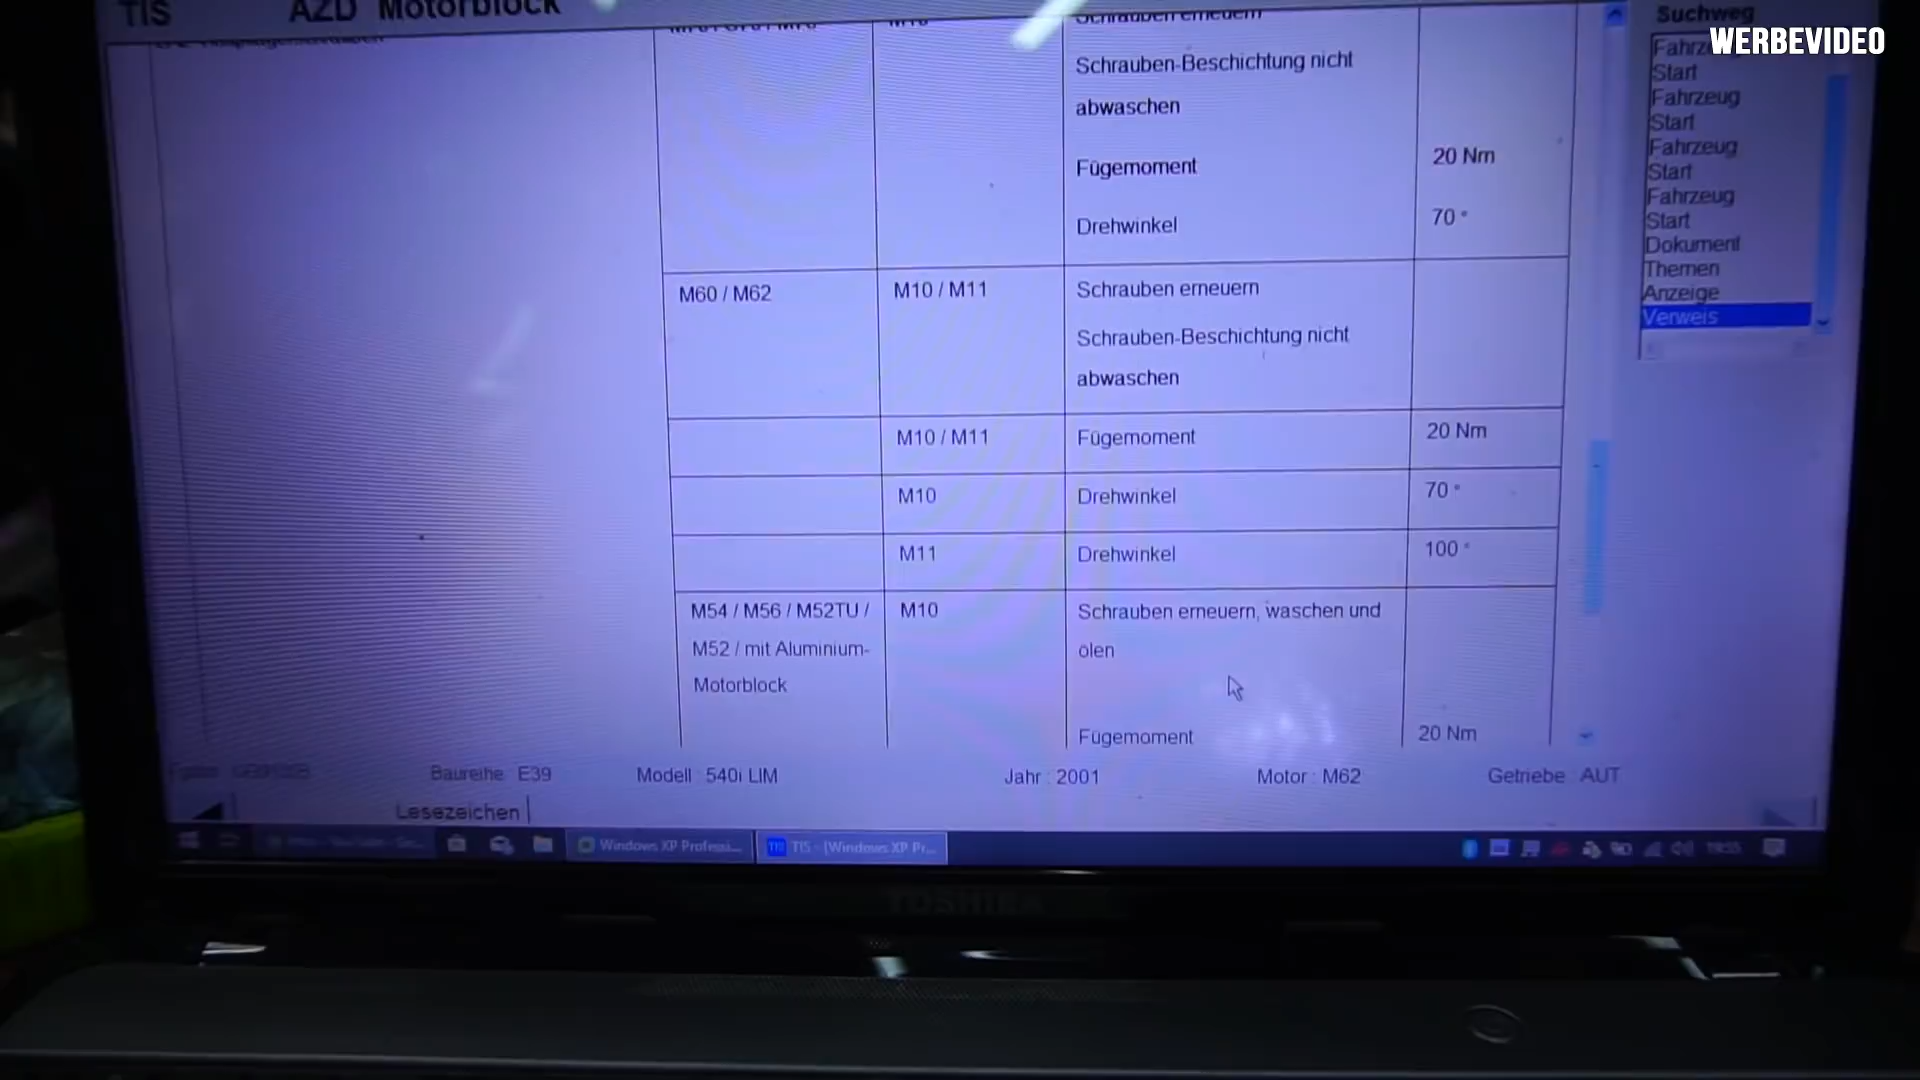 TIS AZD Motorblock
Suchweg
WERBEVIDEO
Start
Fahrzeug
Start
Fahrzeug
Start
Fahrzeug
Start
Dokument
Themen
Anzeige
Verweis
Schrauben erneuern
Schrauben-Beschichtung nicht
abwaschen
Fügemoment 20 Nm
Drehwinkel 70 °
M60 / M62 M10 / M11 Schrauben erneuern
Schrauben-Beschichtung nicht
abwaschen
M10 / M11 Fügemoment 20 Nm
M10 Drehwinkel 70 °
M11 Drehwinkel 100 °
M54 / M56 / M52TU / M10 Schrauben erneuern, waschen und
M52 / mit Aluminium- ölen
Motorblock
Fügemoment 20 Nm
Baureihe E39 Modell : 540i LIM Jahr : 2001 Motor : M62 Getriebe : AUT
Lesezeichen
Windows XP Professi... TIS - [Windows XP Pr...
TOSHIBA